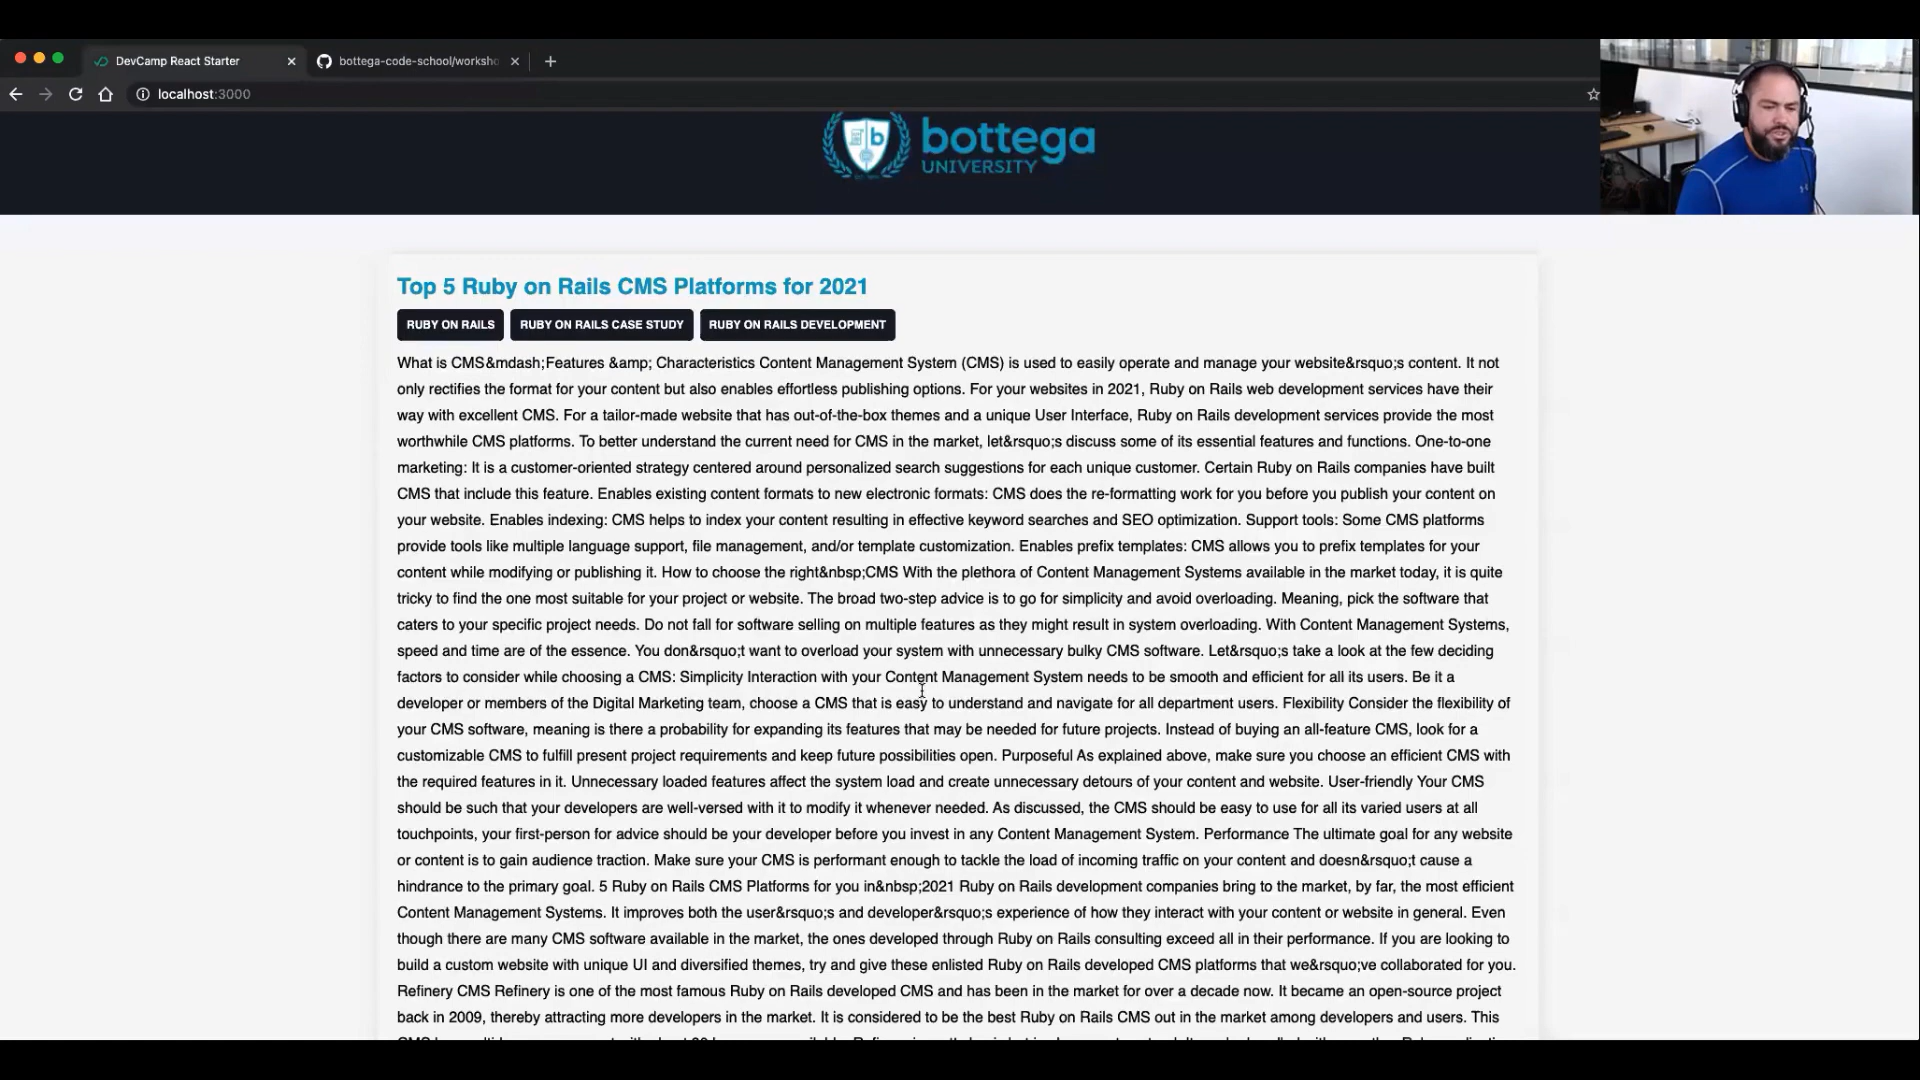 DevCamp React Starter
bottega-code-school/worksho
localhost:3000
bottega
UNIVERSITY
Top 5 Ruby on Rails CMS Platforms for 2021
RUBY ON RAILS
RUBY ON RAILS CASE STUDY
RUBY ON RAILS DEVELOPMENT
What is CMS&mdash;Features &amp; Characteristics Content Management System (CMS) is used to easily operate and manage your website&rsquo;s content. It not
only rectifies the format for your content but also enables effortless publishing options. For your websites in 2021, Ruby on Rails web development services have their
way with excellent CMS. For a tailor-made website that has out-of-the-box themes and a unique User Interface, Ruby on Rails development services provide the most
worthwhile CMS platforms. To better understand the current need for CMS in the market, let&rsquo;s discuss some of its essential features and functions. One-to-one
marketing: It is a customer-oriented strategy centered around personalized search suggestions for each unique customer. Certain Ruby on Rails companies have built
CMS that include this feature. Enables existing content formats to new electronic formats: CMS does the re-formatting work for you before you publish your content on
your website. Enables indexing: CMS helps to index your content resulting in effective keyword searches and SEO optimization. Support tools: Some CMS platforms
provide tools like multiple language support, file management, and/or template customization. Enables prefix templates: CMS allows you to prefix templates for your
content while modifying or publishing it. How to choose the right&nbsp;CMS With the plethora of Content Management Systems available in the market today, it is quite
tricky to find the one most suitable for your project or website. The broad two-step advice is to go for simplicity and avoid overloading. Meaning, pick the software that
caters to your specific project needs. Do not fall for software selling on multiple features as they might result in system overloading. With Content Management Systems,
speed and time are of the essence. You don&rsquo;t want to overload your system with unnecessary bulky CMS software. Let&rsquo;s take a look at the few deciding
factors to consider while choosing a CMS: Simplicity Interaction with your Content Management System needs to be smooth and efficient for all its users. Be it a
developer or members of the Digital Marketing team, choose a CMS that is easy to understand and navigate for all department users. Flexibility Consider the flexibility of
your CMS software, meaning is there a probability for expanding its features that may be needed for future projects. Instead of buying an all-feature CMS, look for a
customizable CMS to fulfill present project requirements and keep future possibilities open. Purposeful As explained above, make sure you choose an efficient CMS with
the required features in it. Unnecessary loaded features affect the system load and create unnecessary detours of your content and website. User-friendly Your CMS
should be such that your developers are well-versed with it to modify it whenever needed. As discussed, the CMS should be easy to use for all its varied users at all
touchpoints, your first-person for advice should be your developer before you invest in any Content Management System. Performance The ultimate goal for any website
or content is to gain audience traction. Make sure your CMS is performant enough to tackle the load of incoming traffic on your content and doesn&rsquo;t cause a
hindrance to the primary goal. 5 Ruby on Rails CMS Platforms for you in&nbsp;2021 Ruby on Rails development companies bring to the market, by far, the most efficient
Content Management Systems. It improves both the user&rsquo;s and developer&rsquo;s experience of how they interact with your content or website in general. Even
though there are many CMS software available in the market, the ones developed through Ruby on Rails consulting exceed all in their performance. If you are looking to
build a custom website with unique UI and diversified themes, try and give these enlisted Ruby on Rails developed CMS platforms that we&rsquo;ve collaborated for you.
Refinery CMS Refinery is one of the most famous Ruby on Rails developed CMS and has been in the market for over a decade now. It became an open-source project
back in 2009, thereby attracting more developers in the market. It is considered to be the best Ruby on Rails CMS out in the market among developers and users. This